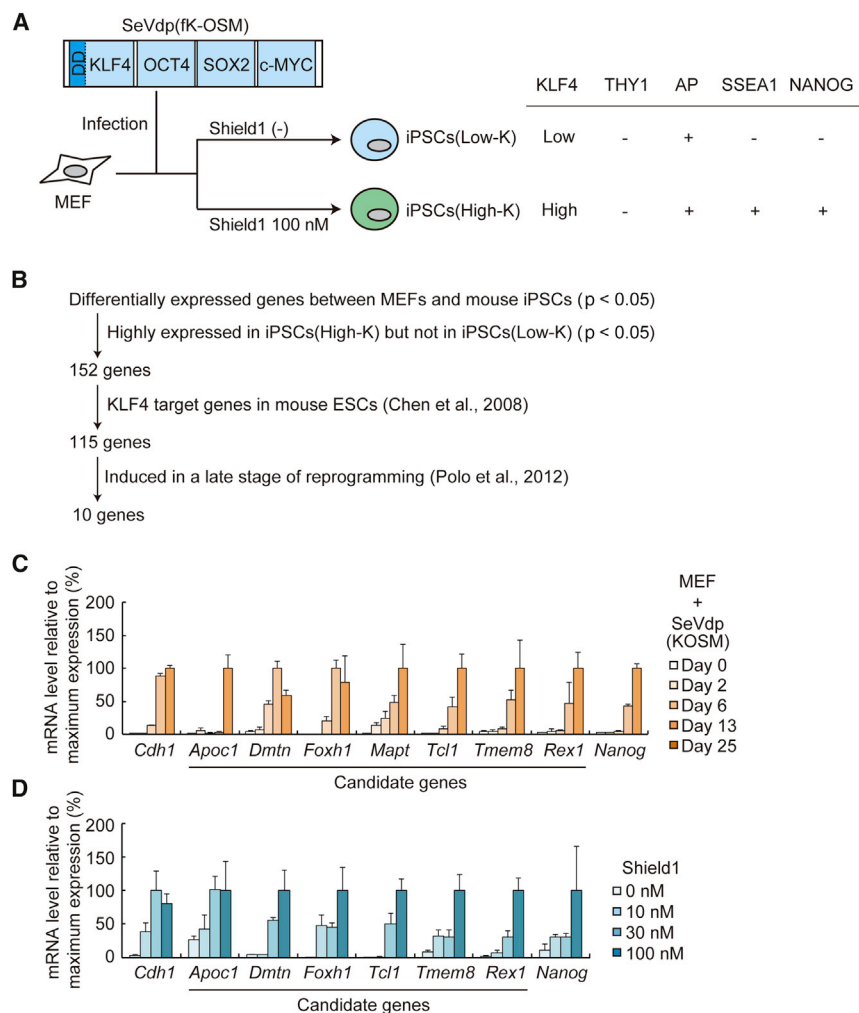 A
SeVdp(fK-OSM)
DD KLF4 OCT4 SOX2 c-MYC
Infection
MEF
Shield1 (-)
Shield1 100 nM
iPSCs(Low-K)
iPSCs(High-K)
KLF4 THY1 AP SSEA1 NANOG
Low - + - -
High - + + +
B
Differentially expressed genes between MEFs and mouse iPSCs (p < 0.05)
Highly expressed in iPSCs(High-K) but not in iPSCs(Low-K) (p < 0.05)
152 genes
KLF4 target genes in mouse ESCs (Chen et al., 2008)
115 genes
Induced in a late stage of reprogramming (Polo et al., 2012)
10 genes
C
mRNA level relative to
maximum expression (%)
200
150
100
50
0
Cdh1 Apoc1 Dmtn Foxh1 Mapt Tcl1 Tmem8 Rex1 Nanog
Candidate genes
MEF
+
SeVdp
(KOSM)
Day 0
Day 2
Day 6
Day 13
Day 25
D
mRNA level relative to
maximum expression (%)
200
150
100
50
0
Cdh1 Apoc1 Dmtn Foxh1 Tcl1 Tmem8 Rex1 Nanog
Candidate genes
Shield1
0 nM
10 nM
30 nM
100 nM